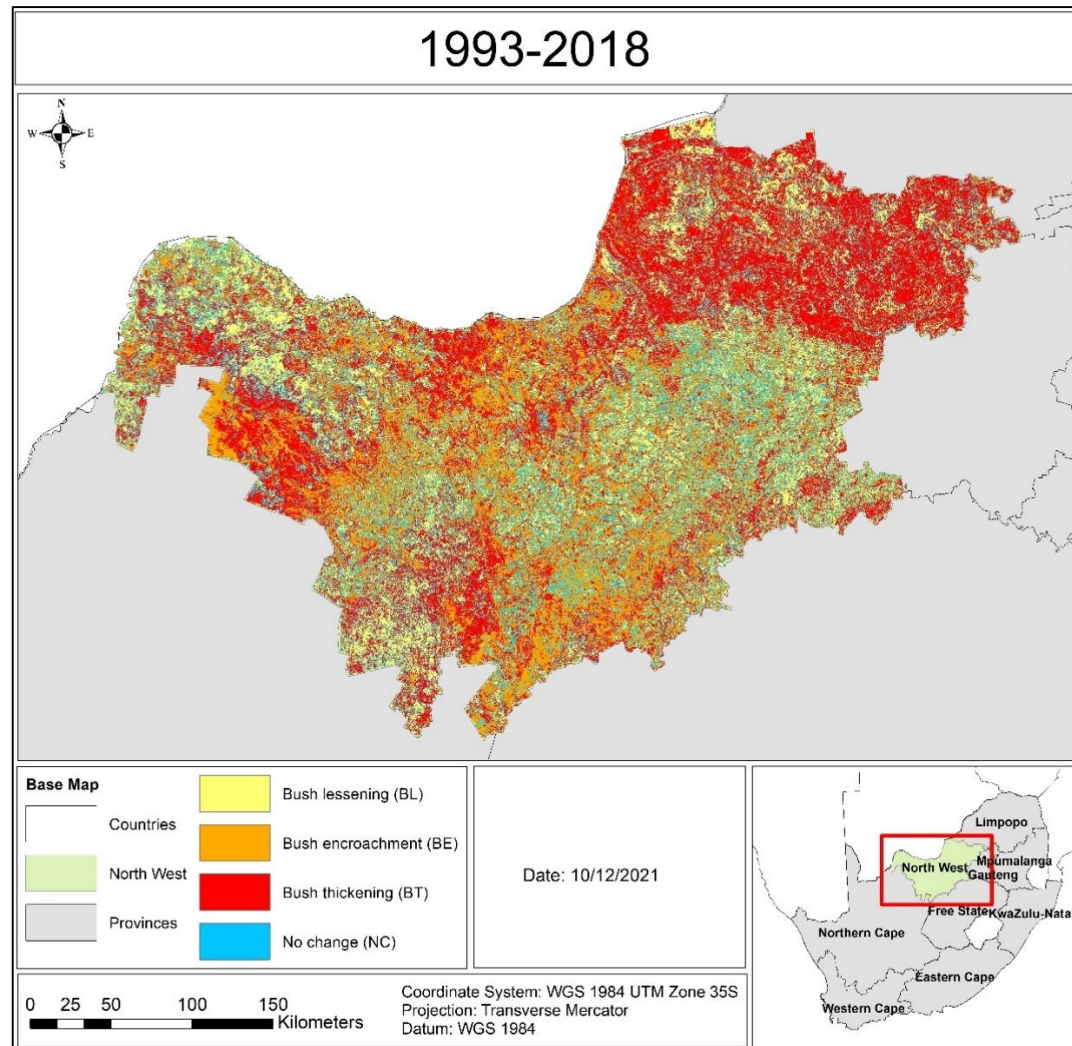 1993-2018
N
W E
S
Base Map
Countries
North West
Provinces
Bush lessening (BL)
Bush encroachment (BE)
Bush thickening (BT)
No change (NC)
Date: 10/12/2021
0 25 50 100 150
Kilometers
Coordinate System: WGS 1984 UTM Zone 35S
Projection: Transverse Mercator
Datum: WGS 1984
Limpopo
North West
Mpumalanga
Gauteng
Free State
KwaZulu-Nata
Northern Cape
Eastern Cape
Western Cape